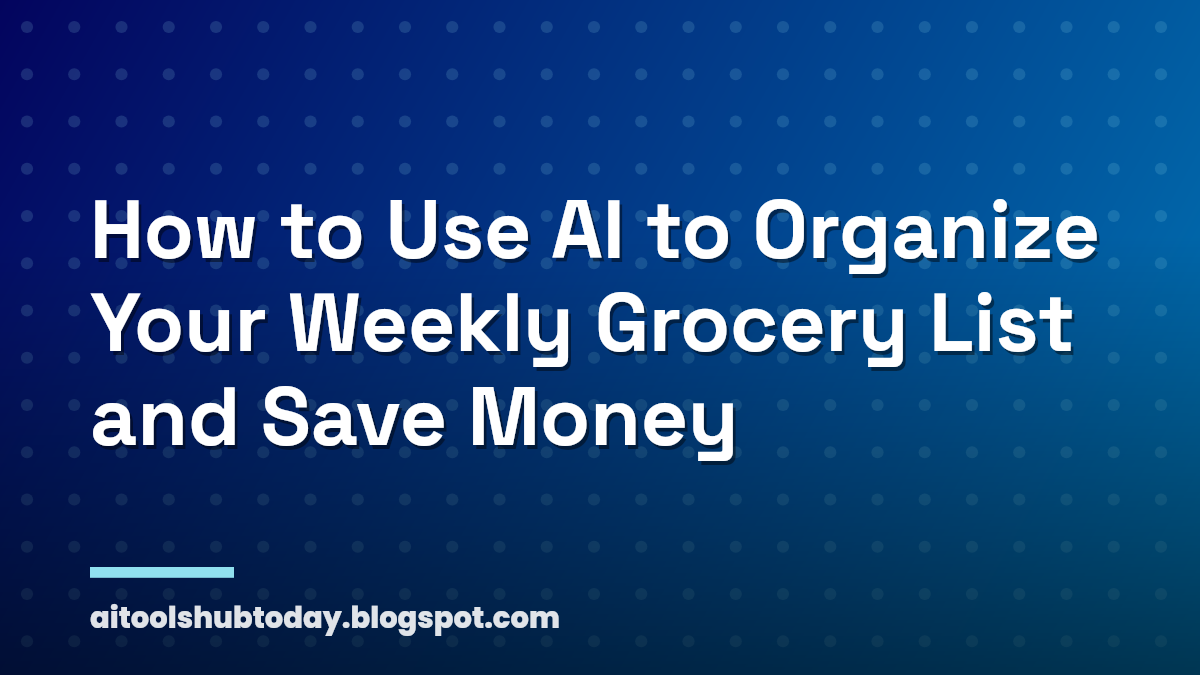 How to Use AI to Organize
Your Weekly Grocery List
and Save Money
aitoolshubtoday.blogspot.com